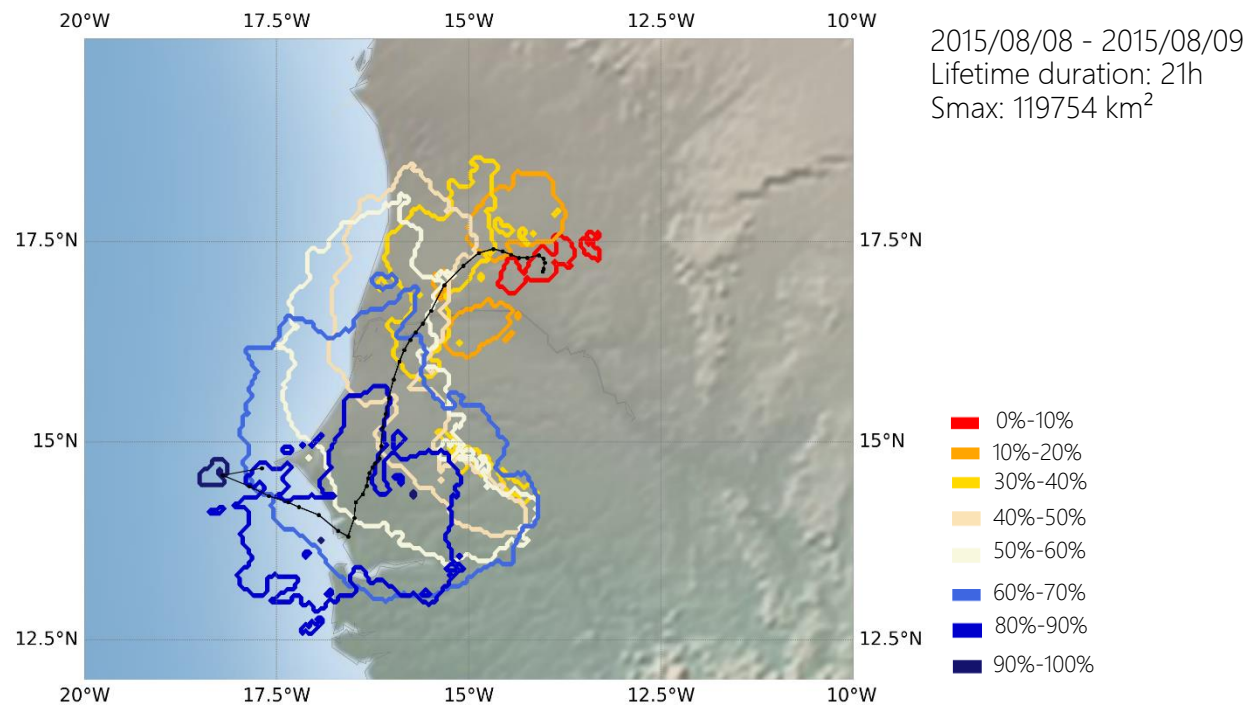 20°W 17.5°W 15°W 12.5°W 10°W
2015/08/08 - 2015/08/09
Lifetime duration: 21h
Smax: 119754 km²
17.5°N 17.5°N
15°N 15°N
12.5°N 12.5°N
20°W 17.5°W 15°W 12.5°W 10°W
0%-10%
10%-20%
30%-40%
40%-50%
50%-60%
60%-70%
80%-90%
90%-100%